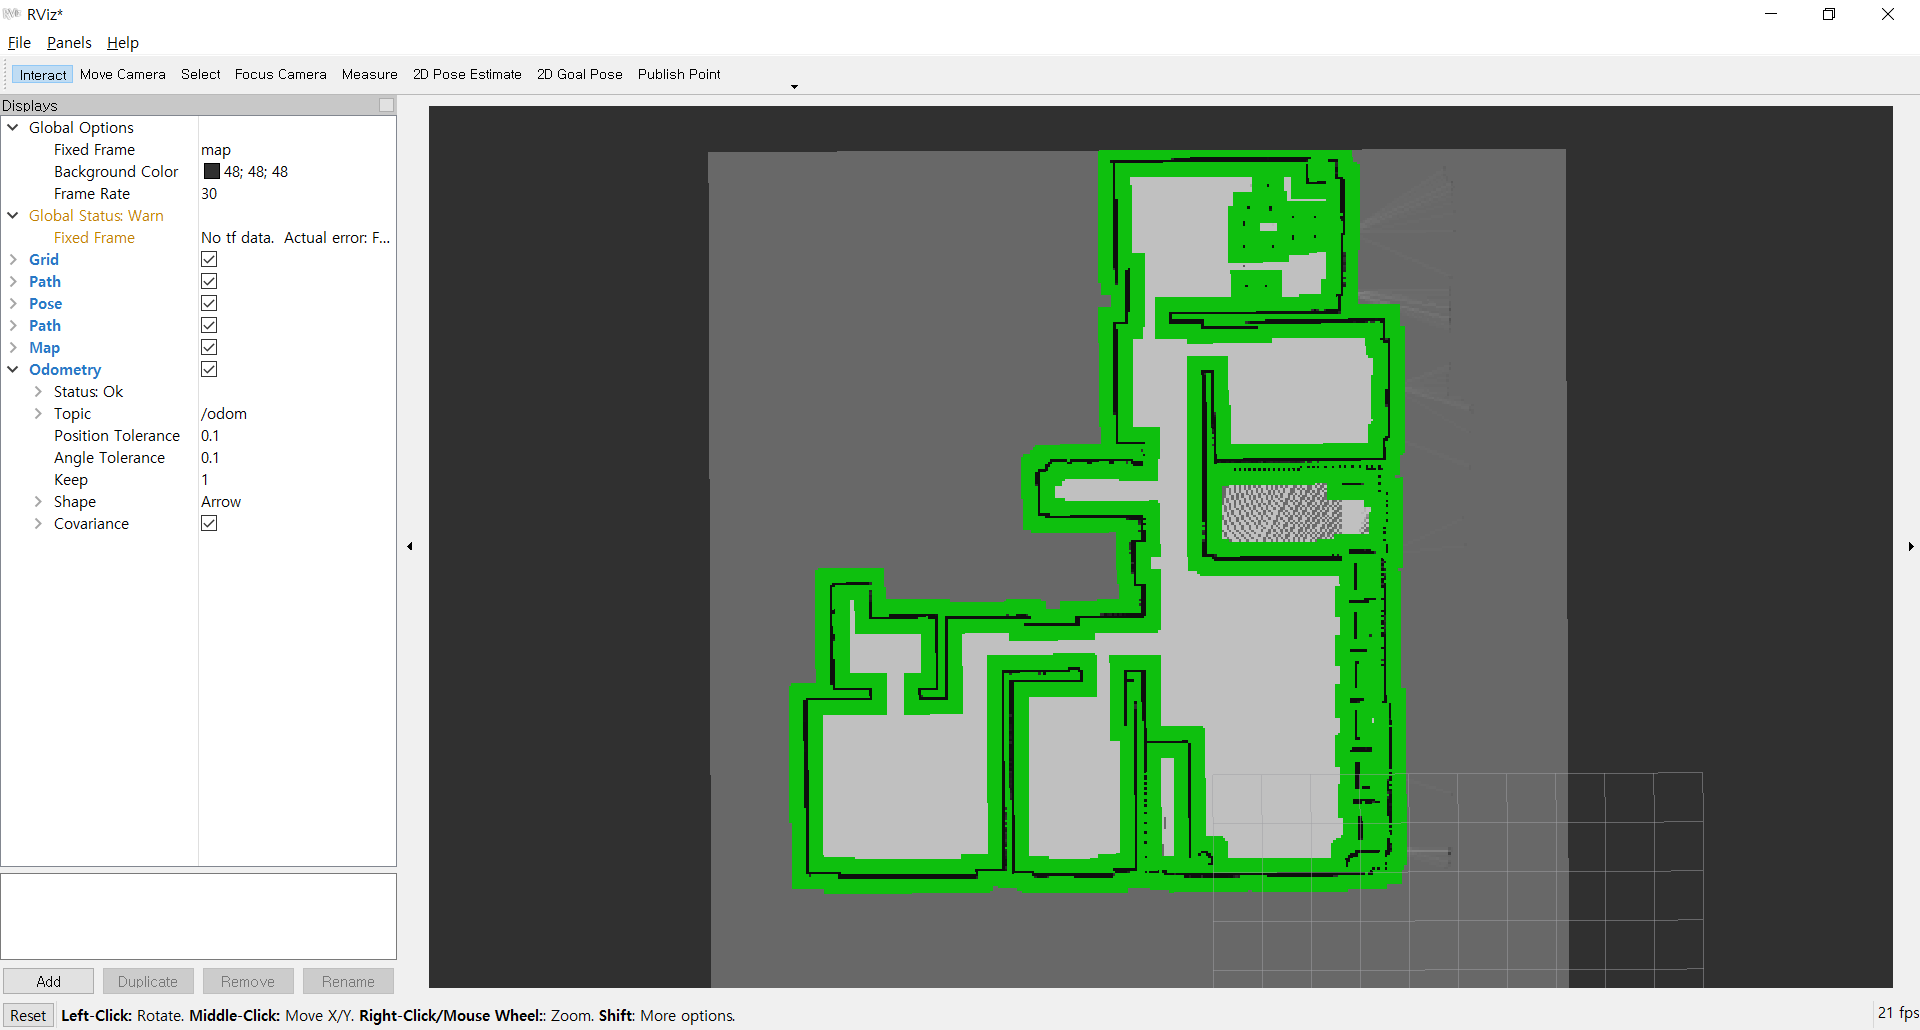 RViz*
File Panels Help
Interact Move Camera Select Focus Camera Measure 2D Pose Estimate 2D Goal Pose Publish Point
Displays
Global Options
Fixed Frame map
Background Color 48; 48; 48
Frame Rate 30
Global Status: Warn
Fixed Frame No tf data. Actual error: F...
Grid
Path
Pose
Path
Map
Odometry
Status: Ok
Topic /odom
Position Tolerance 0.1
Angle Tolerance 0.1
Keep 1
Shape Arrow
Covariance
Add Duplicate Remove Rename
Reset Left-Click: Rotate. Middle-Click: Move X/Y. Right-Click/Mouse Wheel:: Zoom. Shift: More options. 21 fps